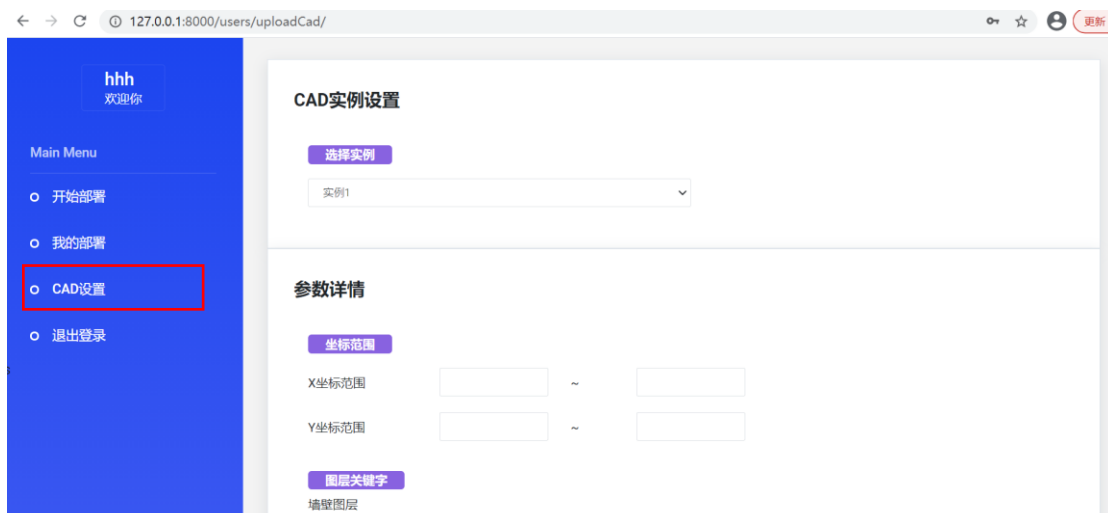 127.0.0.1:8000/users/uploadCad/
更新
hhh
欢迎你
Main Menu
开始部署
我的部署
CAD设置
退出登录
s
CAD实例设置
选择实例
实例1
参数详情
坐标范围
X坐标范围 ~
Y坐标范围 ~
图层关键字
墙壁图层